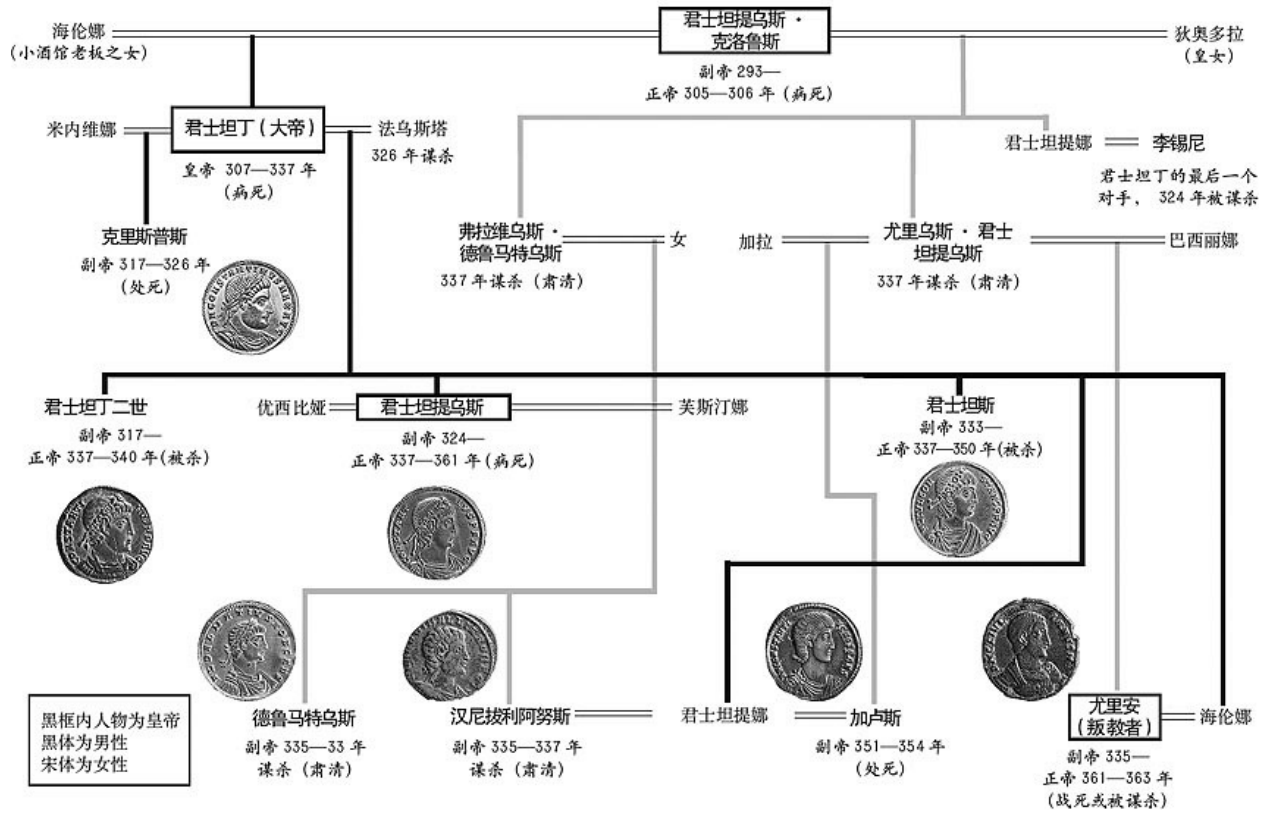 海伦娜
(小酒馆老板之女)
君士坦提乌斯·
克洛鲁斯
副帝 293—
正帝 305—306 年 (病死)
狄奥多拉
(皇女)
米内维娜
君士坦丁(大帝)
皇帝 307—337 年
(病死)
法乌斯塔
326 年谋杀
君士坦提娜
李锡尼
君士坦丁的最后一个
对手, 324 年被谋杀
克里斯普斯
副帝 317—326 年
(处死)
弗拉维乌斯·
德鲁马特乌斯
337 年谋杀 (肃清)
女
加拉
尤里乌斯·君士
坦提乌斯
337 年谋杀 (肃清)
巴西丽娜
君士坦丁二世
副帝 317—
正帝 337—340 年(被杀)
优西比娅
君士坦提乌斯
副帝 324—
正帝 337—361 年(病死)
芙斯汀娜
君士坦斯
副帝 333—
正帝 337—350 年(被杀)
德鲁马特乌斯
副帝 335—33 年
谋杀 (肃清)
汉尼拔利阿努斯
副帝 335—337 年
谋杀 (肃清)
君士坦提娜
加卢斯
副帝 351—354 年
(处死)
尤里安
(叛教者)
副帝 335—
正帝 361—363 年
(战死或被谋杀)
海伦娜
黑框内人物为皇帝
黑体为男性
宋体为女性